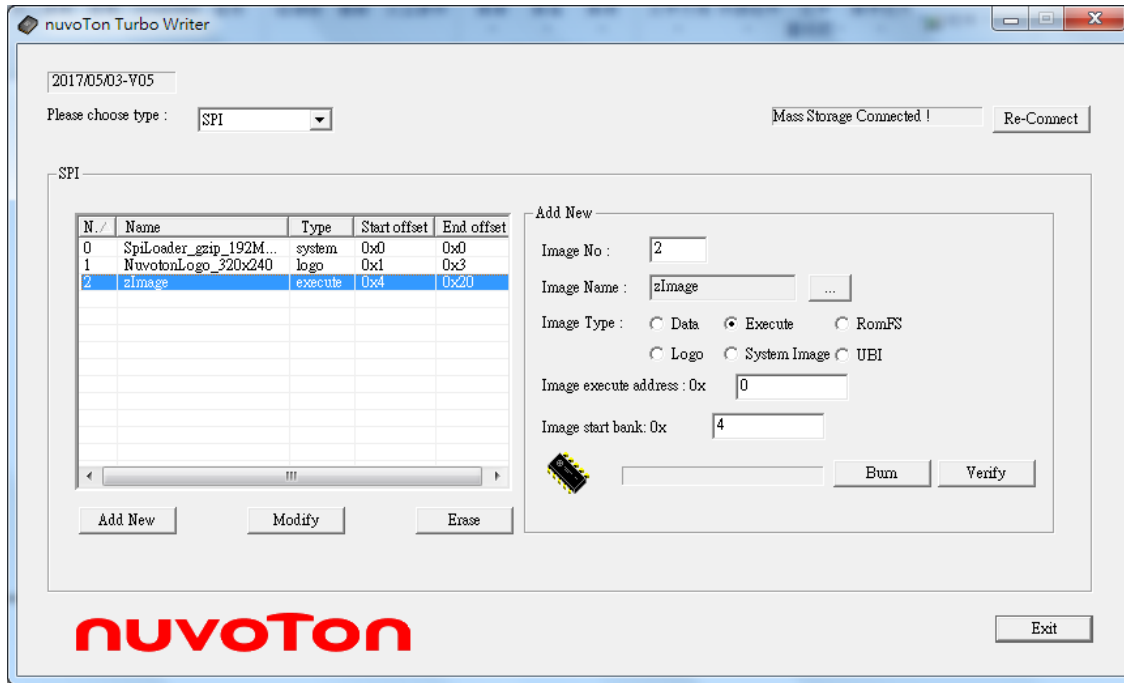 nuvoTon Turbo Writer
2017/05/03-V05
Please choose type :
SPI
Mass Storage Connected !
Re-Connect
SPI
N.
Name
Type
Start offset
End offset
0 SpiLoader_gzip_192M... system 0x0 0x0
1 NuvotonLogo_320x240 logo 0x1 0x3
2 zImage execute 0x4 0x20
Add New
Modify
Erase
Add New
Image No : 2
Image Name : zImage ...
Image Type : Data Execute RomFS
Logo System Image UBI
Image execute address : 0x 0
Image start bank: 0x 4
Burn
Verify
nuvoTon
Exit